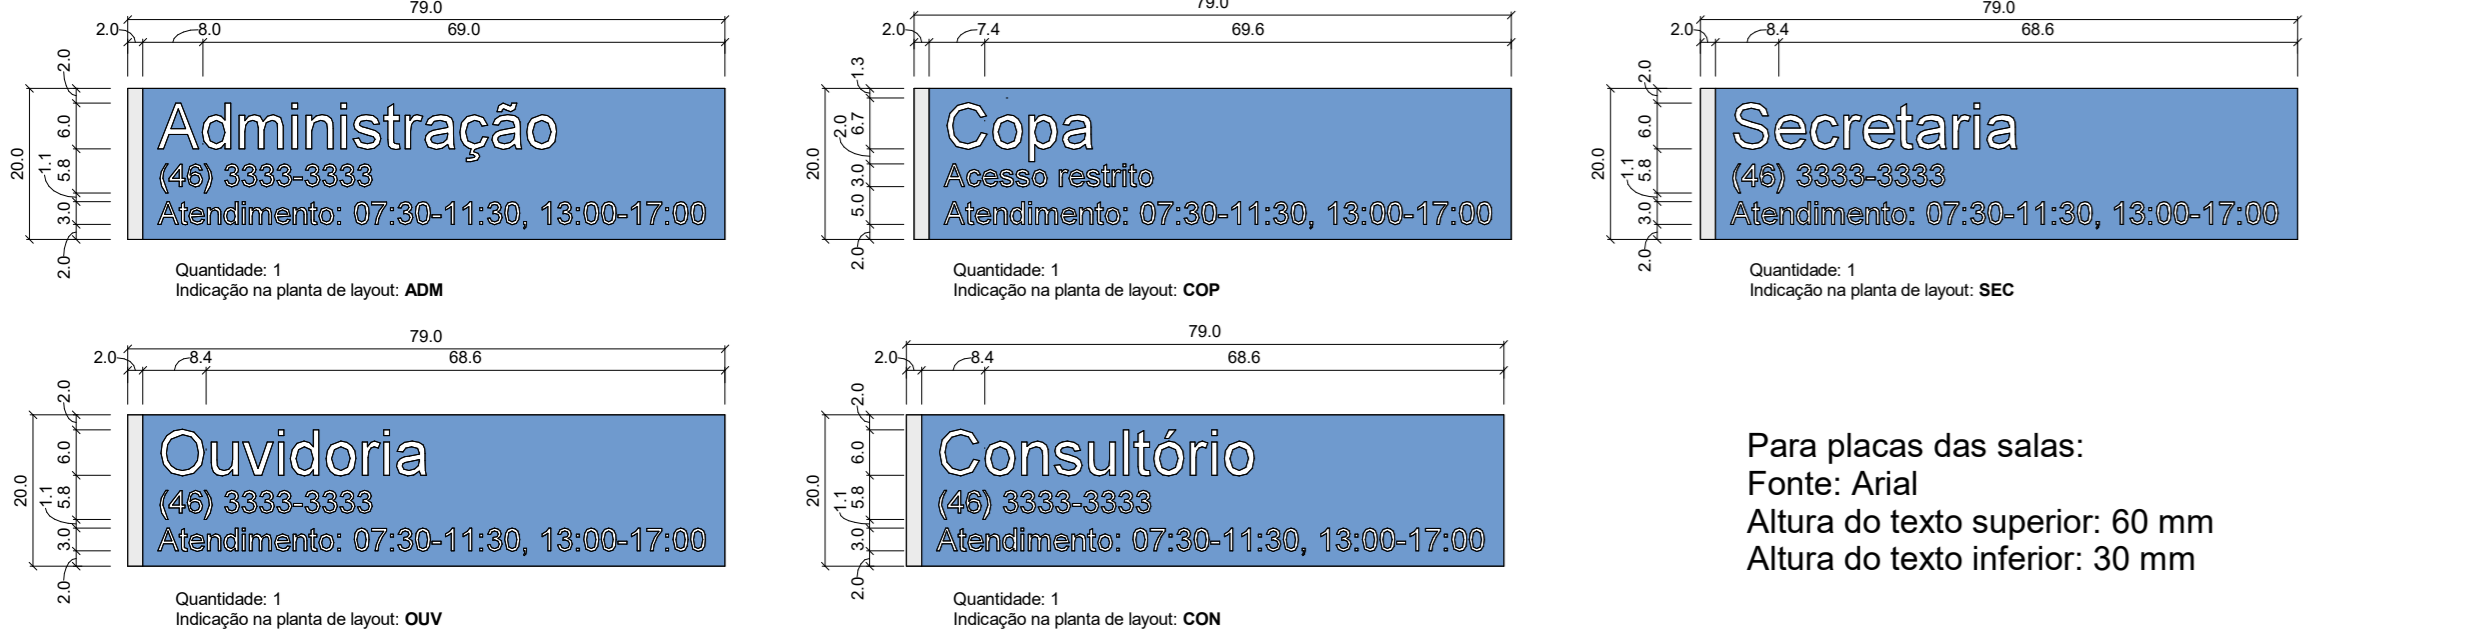 79.0
2.0 8.0 69.0
2.0
6.0
5.8
1.1
3.0
2.0
20.0
Administração
(46) 3333-3333
Atendimento: 07:30-11:30, 13:00-17:00
Quantidade: 1
Indicação na planta de layout: ADM
79.0
2.0 7.4 69.6
1.3
6.7
2.0
3.0
5.0
2.0
20.0
Copa
Acesso restrito
Atendimento: 07:30-11:30, 13:00-17:00
Quantidade: 1
Indicação na planta de layout: COP
79.0
2.0 8.4 68.6
2.0
6.0
5.8
1.1
3.0
2.0
20.0
Secretaria
(46) 3333-3333
Atendimento: 07:30-11:30, 13:00-17:00
Quantidade: 1
Indicação na planta de layout: SEC
79.0
2.0 8.4 68.6
2.0
6.0
5.8
1.1
3.0
2.0
20.0
Ouvidoria
(46) 3333-3333
Atendimento: 07:30-11:30, 13:00-17:00
Quantidade: 1
Indicação na planta de layout: OUV
79.0
2.0 8.4 68.6
2.0
6.0
5.8
1.1
3.0
2.0
20.0
Consultório
(46) 3333-3333
Atendimento: 07:30-11:30, 13:00-17:00
Quantidade: 1
Indicação na planta de layout: CON
Para placas das salas:
Fonte: Arial
Altura do texto superior: 60 mm
Altura do texto inferior: 30 mm